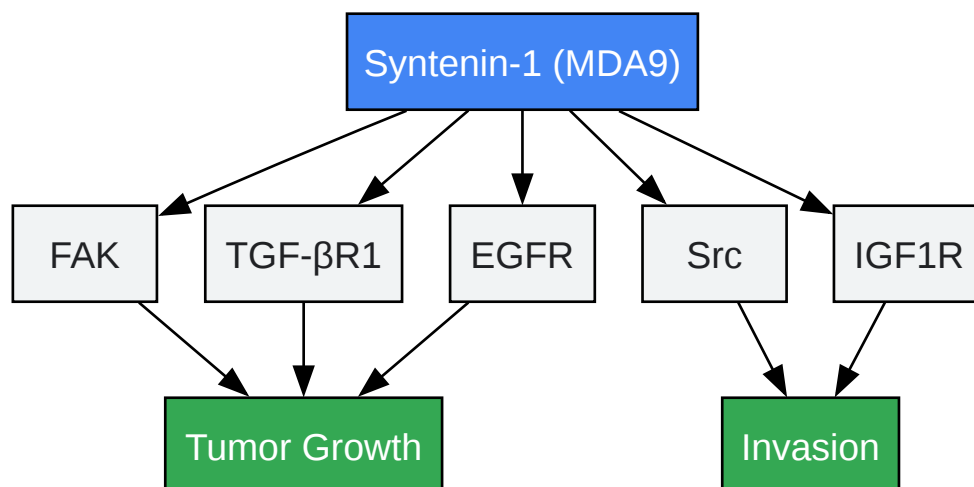 Syntenin-1 (MDA9)
FAK
TGF-βR1
EGFR
Src
IGF1R
Tumor Growth
Invasion